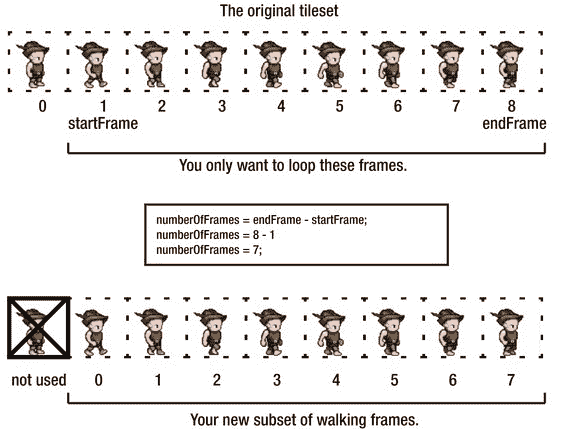 The original tileset
0 1 2 3 4 5 6 7 8
startFrame endFrame
You only want to loop these frames.
numberOfFrames = endFrame - startFrame;
numberOfFrames = 8 - 1
numberOfFrames = 7;
not used 0 1 2 3 4 5 6 7
Your new subset of walking frames.